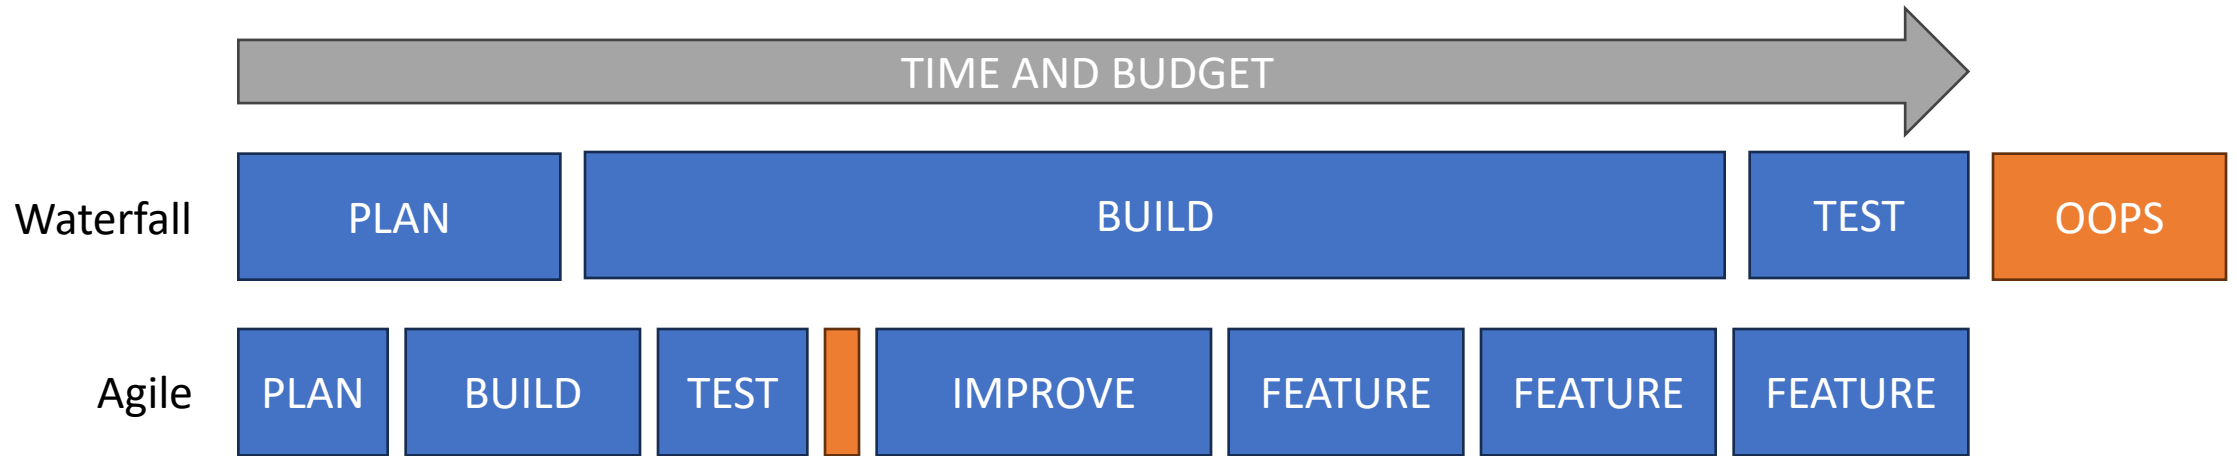 TIME AND BUDGET
Waterfall PLAN BUILD TEST OOPS
Agile PLAN BUILD TEST IMPROVE FEATURE FEATURE FEATURE